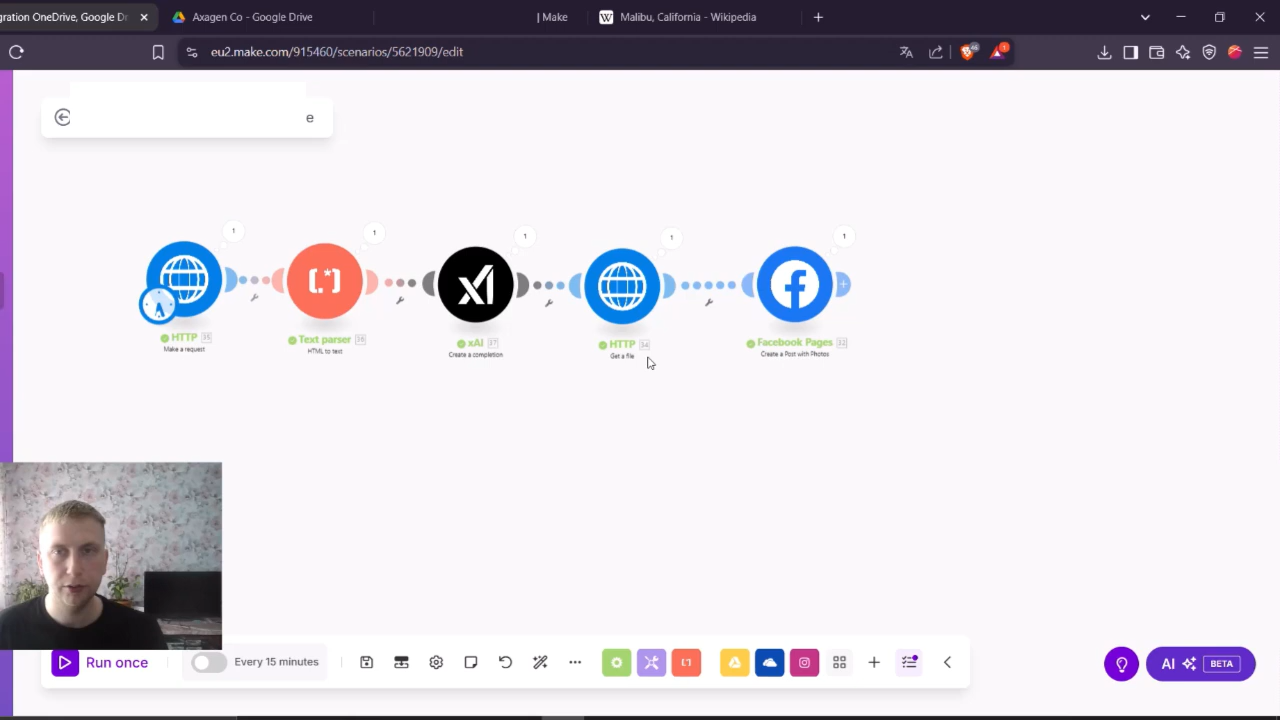 gration OneDrive, Google Dr
Axagen Co - Google Drive
| Make
W Malibu, California - Wikipedia
eu2.make.com/915460/scenarios/5621909/edit
e
1
1
1
1
1
HTTP
Make a request
Text parser
HTML to text
xAI
Create a completion
HTTP 34
Get a file
Facebook Pages 32
Create a Post with Photos
Run once
Every 15 minutes
AI
BETA